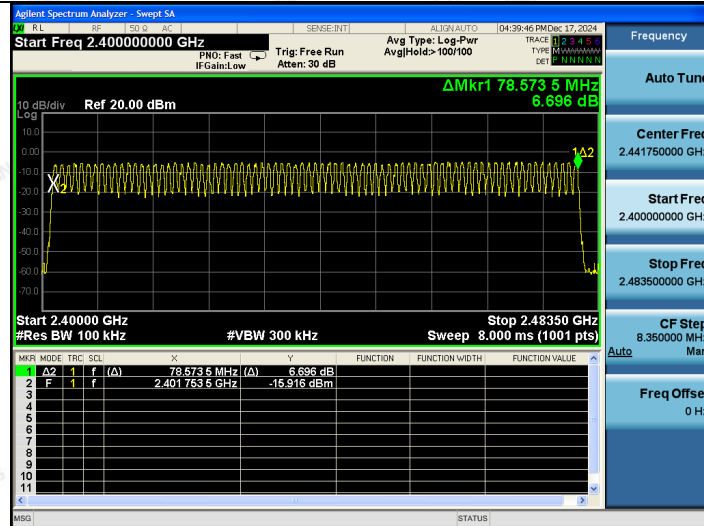 Agilent Spectrum Analyzer - Swept SA
LXI RL RF 50 Ω AC SENSE:INT ALIGNAUTO 04:39:46 PM Dec 17, 2024
Start Freq 2.400000000 GHz
PNO: Fast
IFGain:Low
Trig: Free Run
Atten: 30 dB
Avg Type: Log-Pwr
Avg|Hold:>100/100
TRACE 1 2 3 4 5 6
TYPE M
DET P N N N N N
ΔMkr1 78.573 5 MHz
6.696 dB
10 dB/div Ref 20.00 dBm
Log
10.0
0.00
-10.0
-20.0
-30.0
-40.0
-50.0
-60.0
-70.0
1Δ2
X2
Start 2.40000 GHz Stop 2.48350 GHz
#Res BW 100 kHz #VBW 300 kHz Sweep 8.000 ms (1001 pts)
MKR MODE TRC SCL X Y FUNCTION FUNCTION WIDTH FUNCTION VALUE
1 Δ2 1 f (Δ) 78.573 5 MHz (Δ) 6.696 dB
2 F 1 f 2.401 753 5 GHz -15.916 dBm
3
4
5
6
7
8
9
10
11
MSG STATUS
Frequency
Auto Tune
Center Freq
2.441750000 GHz
Start Freq
2.400000000 GHz
Stop Freq
2.483500000 GHz
CF Step
8.350000 MHz
Auto Man
Freq Offset
0 Hz